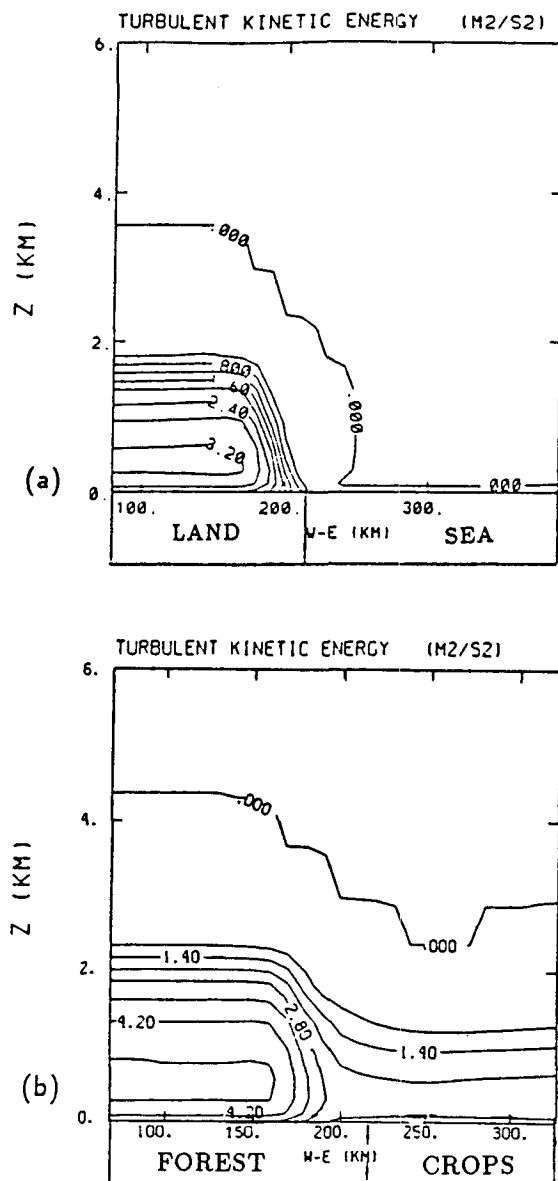 TURBULENT KINETIC ENERGY (M2/S2)
6.
4.
.000
Z (KM)
2.
.800
.60
2.40
.000
3.20
(a)
0.
.000
100. 200. 300.
LAND W-E (KM) SEA
TURBULENT KINETIC ENERGY (M2/S2)
6.
.000
4.
Z (KM)
.000
2.
1.40
2.80
4.20
1.40
(b)
4.20
0.
100. 150. 200. 250. 300.
FOREST W-E (KM) CROPS